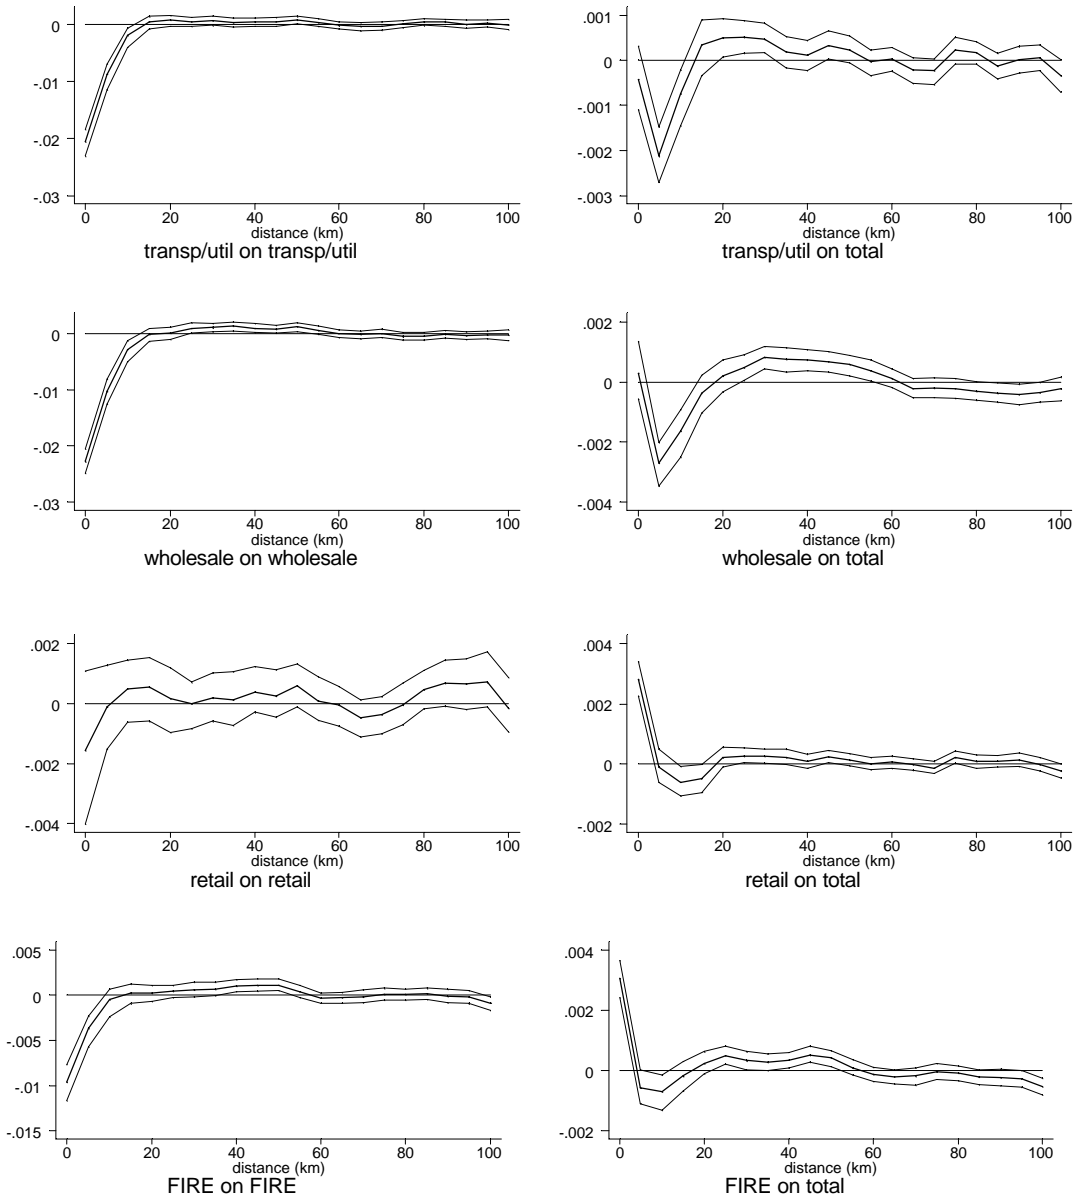 0
-.01
-.02
-.03
0 20 40 60 80 100
distance (km)
transp/util on transp/util
.001
0
-.001
-.002
-.003
0 20 40 60 80 100
distance (km)
transp/util on total
0
-.01
-.02
-.03
0 20 40 60 80 100
distance (km)
wholesale on wholesale
.002
0
-.002
-.004
0 20 40 60 80 100
distance (km)
wholesale on total
.002
0
-.002
-.004
0 20 40 60 80 100
distance (km)
retail on retail
.004
.002
0
-.002
0 20 40 60 80 100
distance (km)
retail on total
.005
0
-.005
-.01
-.015
0 20 40 60 80 100
distance (km)
FIRE on FIRE
.004
.002
0
-.002
0 20 40 60 80 100
distance (km)
FIRE on total